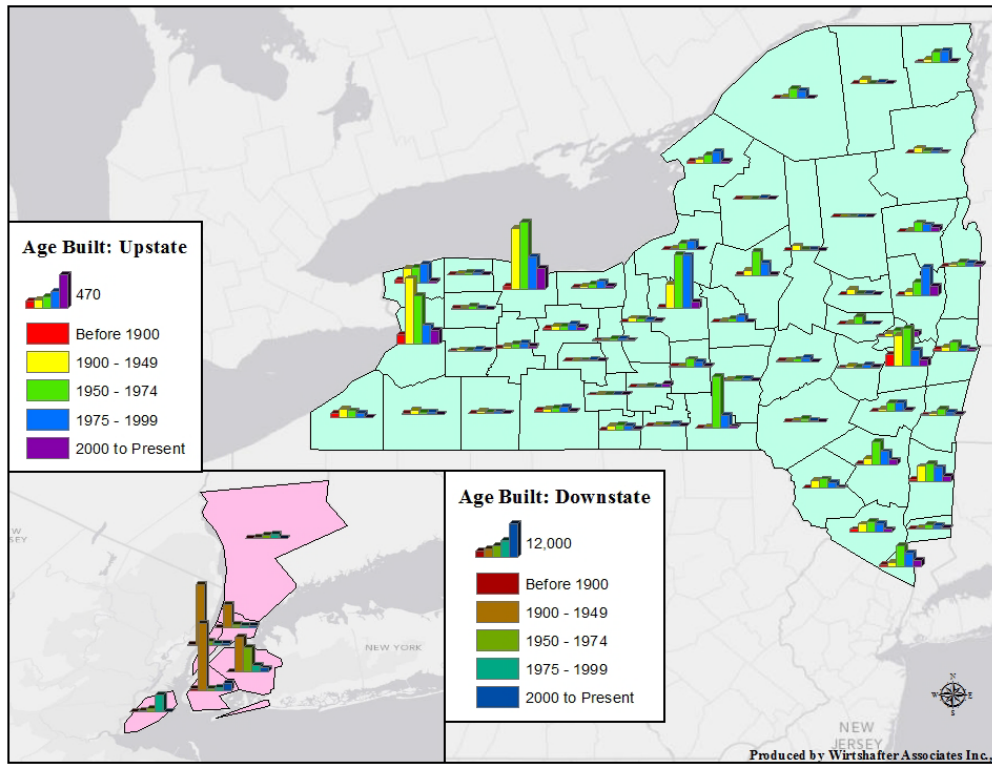 Age Built: Upstate
470
Before 1900
1900 - 1949
1950 - 1974
1975 - 1999
2000 to Present
Age Built: Downstate
12,000
Before 1900
1900 - 1949
1950 - 1974
1975 - 1999
2000 to Present
NEW YORK
N
W E
S
NEW
JERSEY
Produced by Wirtshafter Associates Inc.,